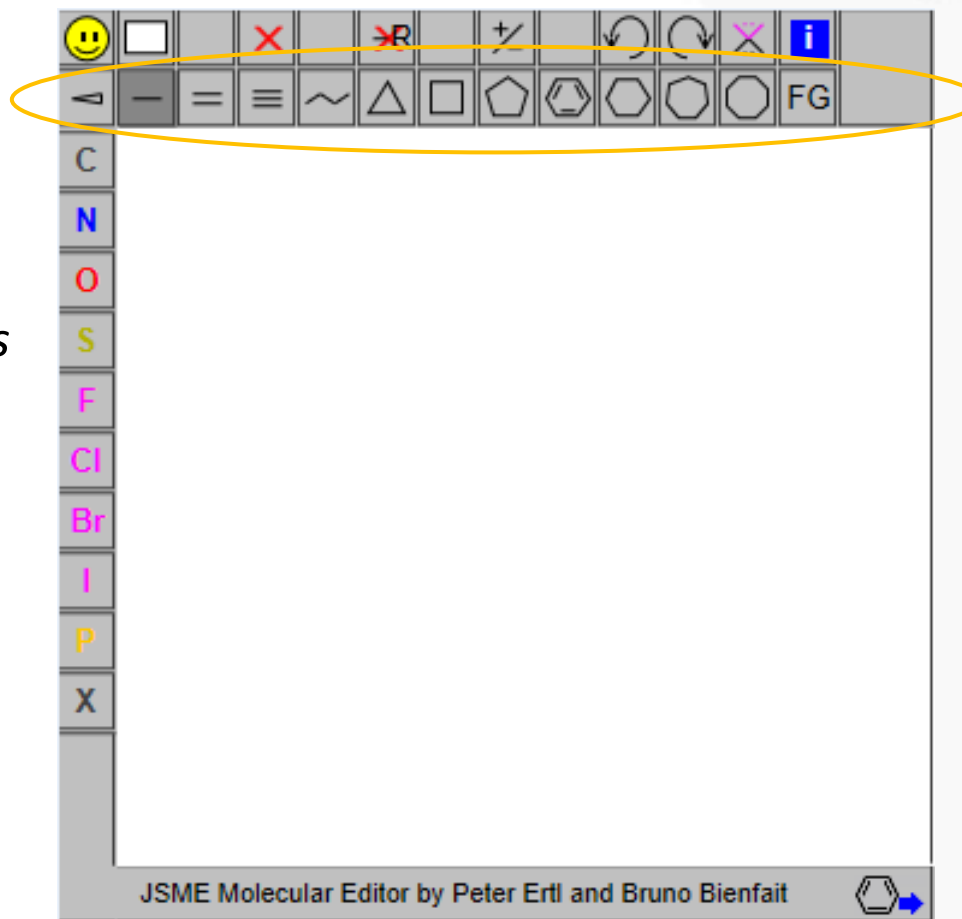 R i
FG
C
N
O
s
S
F
Cl
Br
I
P
X
JSME Molecular Editor by Peter Ertl and Bruno Bienfait